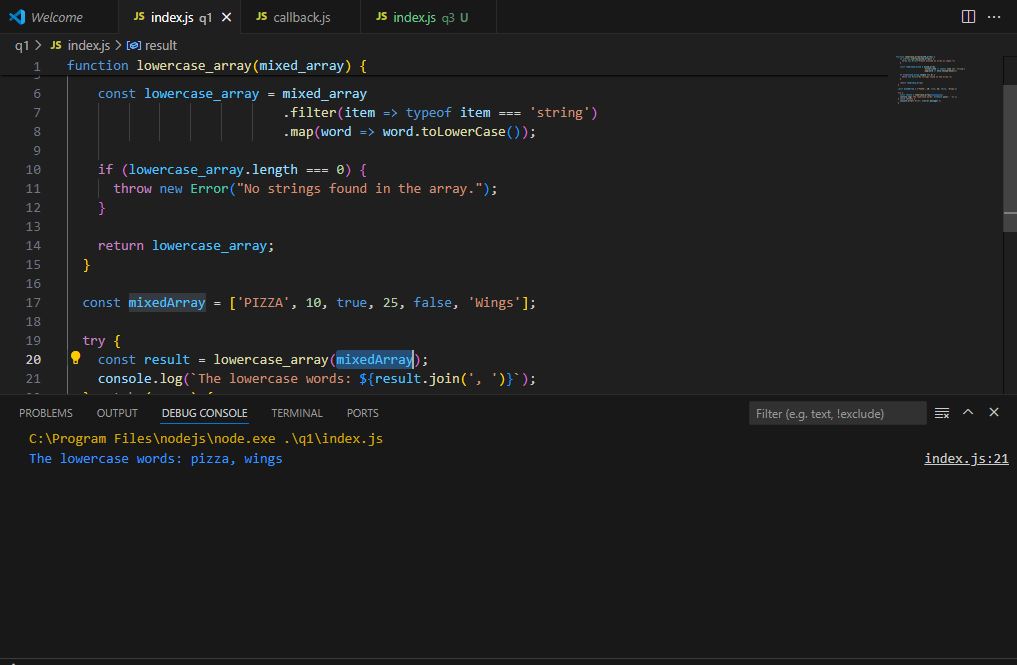 Welcome
JS index.js q1
JS callback.js
JS index.js q3 U
q1 > JS index.js > result
1 function lowercase_array(mixed_array) {
6 const lowercase_array = mixed_array
7 .filter(item => typeof item === 'string')
8 .map(word => word.toLowerCase());
9
10 if (lowercase_array.length === 0) {
11 throw new Error("No strings found in the array.");
12 }
13
14 return lowercase_array;
15 }
16
17 const mixedArray = ['PIZZA', 10, true, 25, false, 'Wings'];
18
19 try {
20 const result = lowercase_array(mixedArray);
21 console.log(`The lowercase words: ${result.join(', ')}`);
PROBLEMS OUTPUT DEBUG CONSOLE TERMINAL PORTS
Filter (e.g. text, !exclude)
C:\Program Files\nodejs\node.exe .\q1\index.js
The lowercase words: pizza, wings
index.js:21